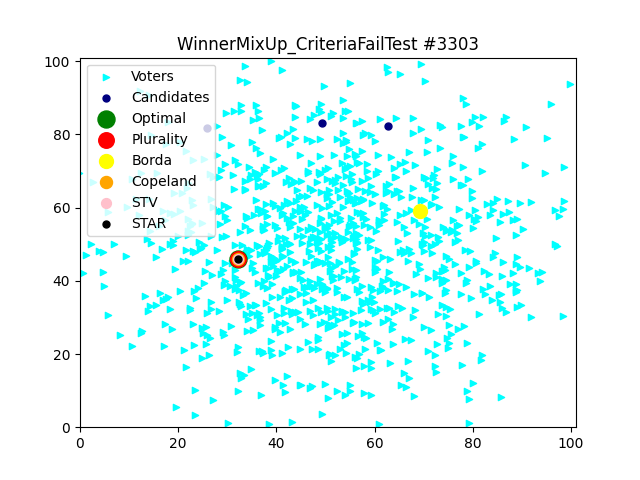 WinnerMixUp_CriteriaFailTest #3303
Voters
Candidates
Optimal
Plurality
Borda
Copeland
STV
STAR
100
80
60
40
20
0
0 20 40 60 80 100